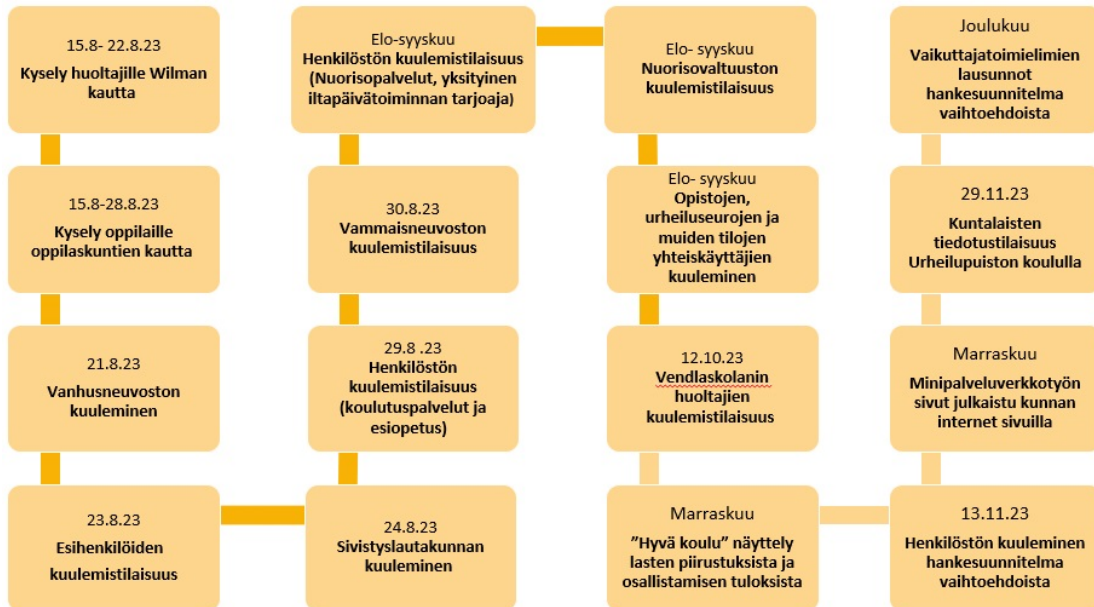 15.8- 22.8.23
Kysely huoltajille Wilman
kautta
15.8-28.8.23
Kysely oppilaille
oppilaskuntien kautta
21.8.23
Vanhusneuvoston
kuuleminen
23.8.23
Esihenkilöiden
kuulemistilaisuus
24.8.23
Sivistyslautakunnan
kuuleminen
29.8 .23
Henkilöstön
kuulemistilaisuus
(koulutuspalvelut ja
esiopetus)
30.8.23
Vammaisneuvoston
kuulemistilaisuus
Elo-syyskuu
Henkilöstön kuulemistilaisuus
(Nuorisopalvelut, yksityinen
iltapäivätoiminnan tarjoaja)
Elo- syyskuu
Nuorisovaltuuston
kuulemistilaisuus
Elo- syyskuu
Opistojen,
urheiluseurojen ja
muiden tilojen
yhteiskäyttäjien
kuuleminen
12.10.23
Vendlaskolanin
huoltajien
kuulemistilaisuus
Marraskuu
”Hyvä koulu” näyttely
lasten piirustuksista ja
osallistamisen tuloksista
13.11.23
Henkilöstön kuuleminen
hankesuunnitelma
vaihtoehdoista
Marraskuu
Minipalveluverkkotyön
sivut julkaistu kunnan
internet sivuilla
29.11.23
Kuntalaisten
tiedotustilaisuus
Urheilupuiston koululla
Joulukuu
Vaikuttajatoimielimien
lausunnot
hankesuunnitelma
vaihtoehdoista